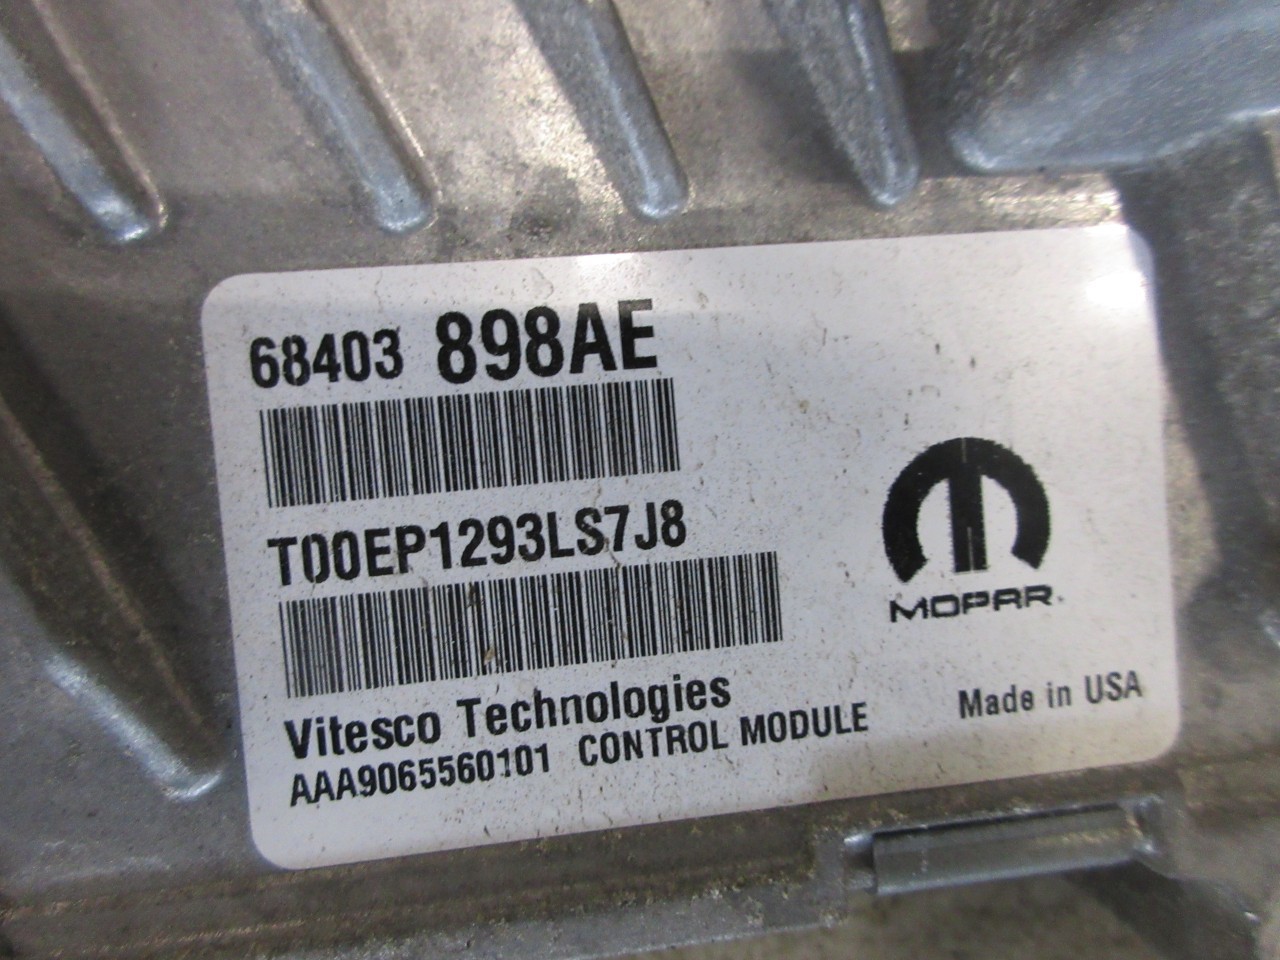 68403 898AE
T00EP1293LS7J8
MOPAR
Vitesco Technologies
AAA9065560101 CONTROL MODULE
Made in USA